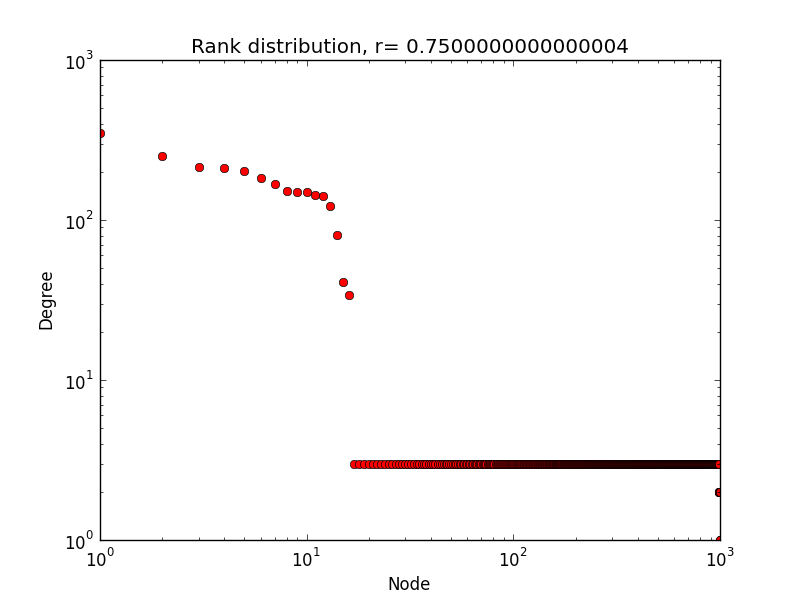 Rank distribution, r= 0.7500000000000004
10³
10²
10¹
10⁰
Degree
10⁰ 10¹ 10² 10³
Node